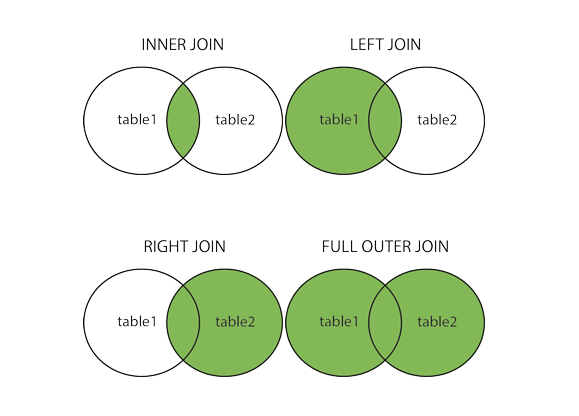 INNER JOIN
LEFT JOIN
table1
table2
table1
table2
RIGHT JOIN
FULL OUTER JOIN
table1
table2
table1
table2